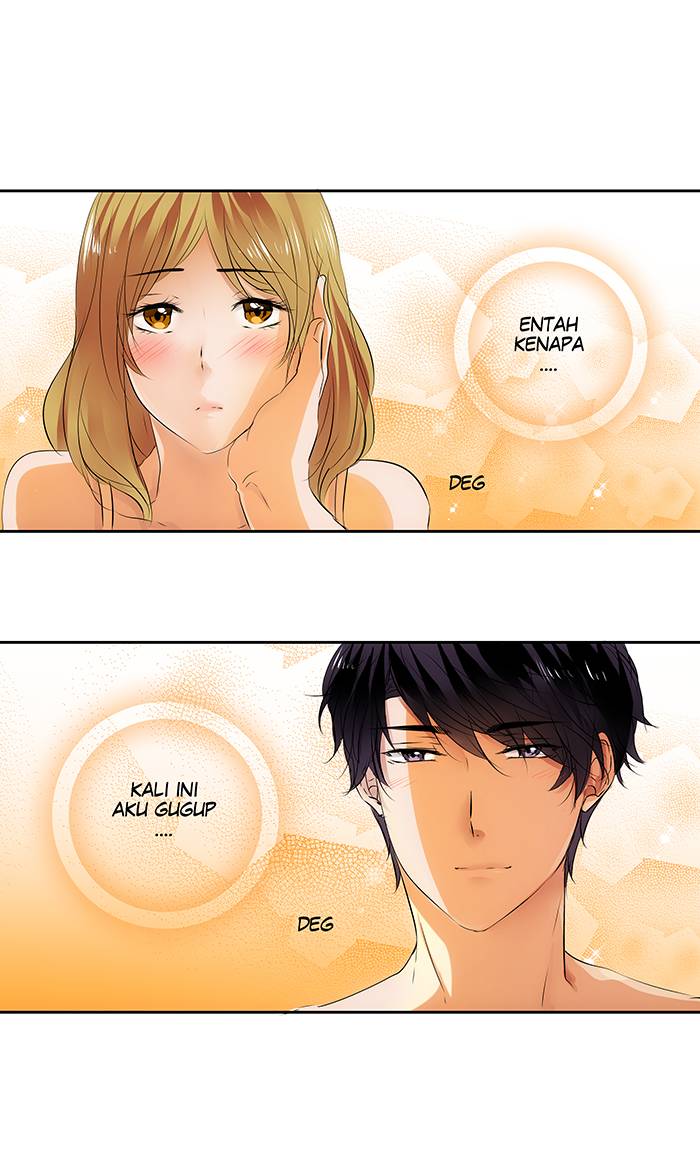 ENTAH
KENAPA
....
DEG
KALI INI
AKU GUGUP
....
DEG